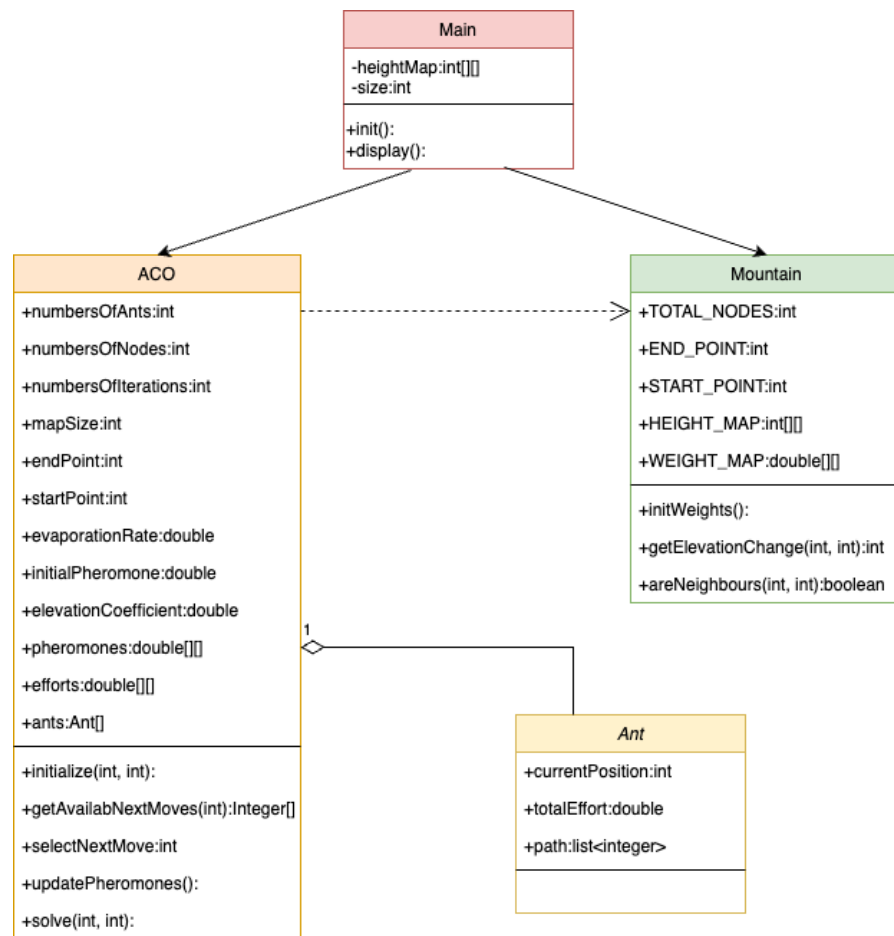 Main
-heightMap:int[][]
-size:int
+init():
+display():
ACO
+numbersOfAnts:int
+numbersOfNodes:int
+numbersOfIterations:int
+mapSize:int
+endPoint:int
+startPoint:int
+evaporationRate:double
+initialPheromone:double
+elevationCoefficient:double
+pheromones:double[][]
+efforts:double[][]
+ants:Ant[]
+initialize(int, int):
+getAvailabNextMoves(int):Integer[]
+selectNextMove:int
+updatePheromones():
+solve(int, int):
Mountain
+TOTAL_NODES:int
+END_POINT:int
+START_POINT:int
+HEIGHT_MAP:int[][]
+WEIGHT_MAP:double[][]
+initWeights():
+getElevationChange(int, int):int
+areNeighbours(int, int):boolean
1
Ant
+currentPosition:int
+totalEffort:double
+path:list<integer>